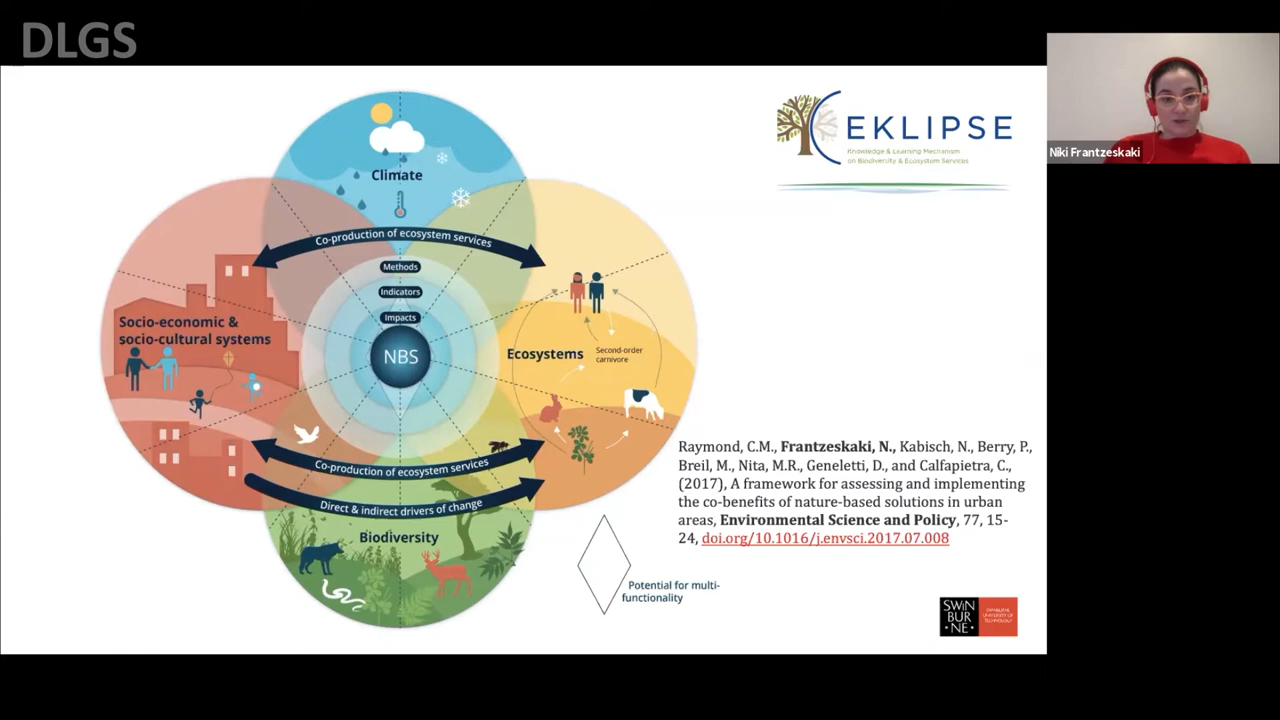 DLGS
Niki Frantzeskaki
EKLIPSE
Knowledge & Learning Mechanism
on Biodiversity & Ecosystem Services
Climate
Co-production of ecosystem services
Methods
Indicators
Impacts
NBS
Socio-economic &
socio-cultural systems
Ecosystems
Second-order
carnivore
Co-production of ecosystem services
Direct & indirect drivers of change
Biodiversity
Potential for multi-
functionality
Raymond, C.M., Frantzeskaki, N., Kabisch, N., Berry, P.,
Breil, M., Nita, M.R., Geneletti, D., and Calfapietra, C.,
(2017), A framework for assessing and implementing
the co-benefits of nature-based solutions in urban
areas, Environmental Science and Policy, 77, 15-
24, doi.org/10.1016/j.envsci.2017.07.008
SWIN
BUR
•NE•
SWINBURNE
UNIVERSITY OF
TECHNOLOGY